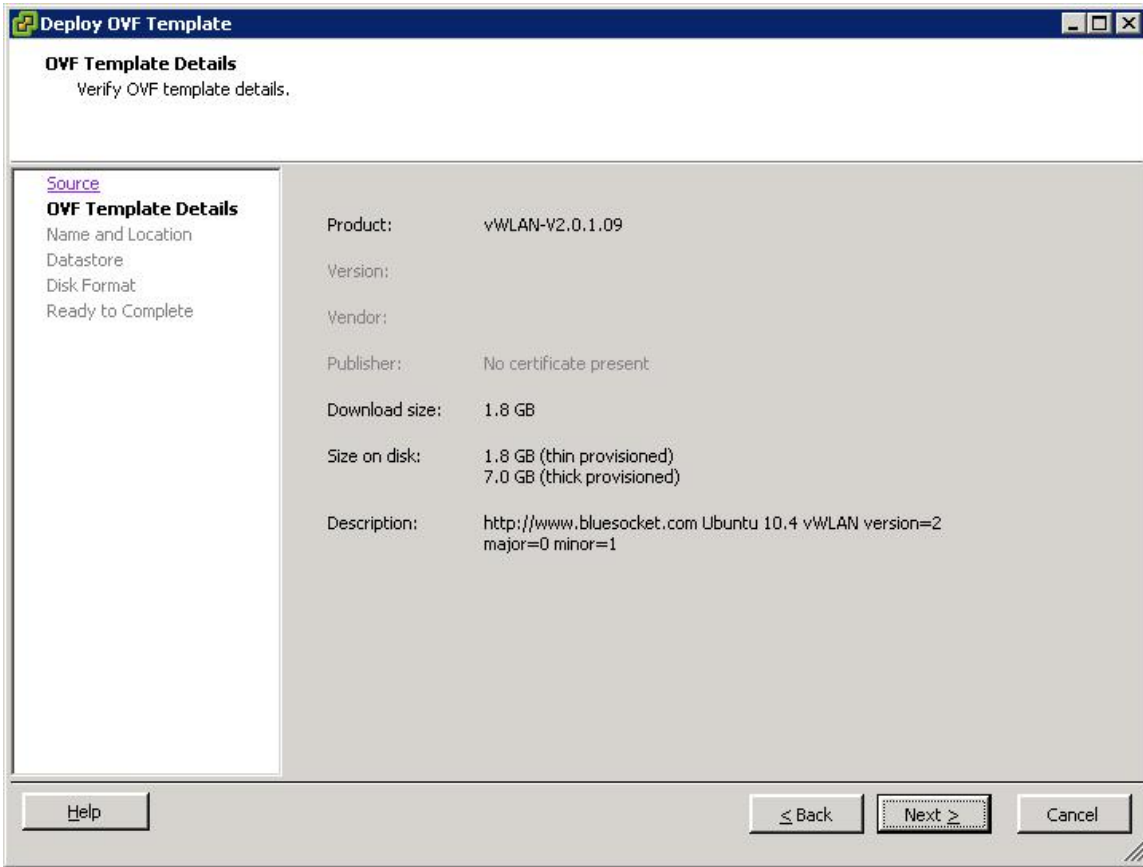 Deploy OVF Template
OVF Template Details
Verify OVF template details.
Source
OVF Template Details
Name and Location
Datastore
Disk Format
Ready to Complete
Product: vWLAN-V2.0.1.09
Version:
Vendor:
Publisher: No certificate present
Download size: 1.8 GB
Size on disk: 1.8 GB (thin provisioned)
7.0 GB (thick provisioned)
Description: http://www.bluesocket.com Ubuntu 10.4 vWLAN version=2
major=0 minor=1
Help
< Back
Next >
Cancel